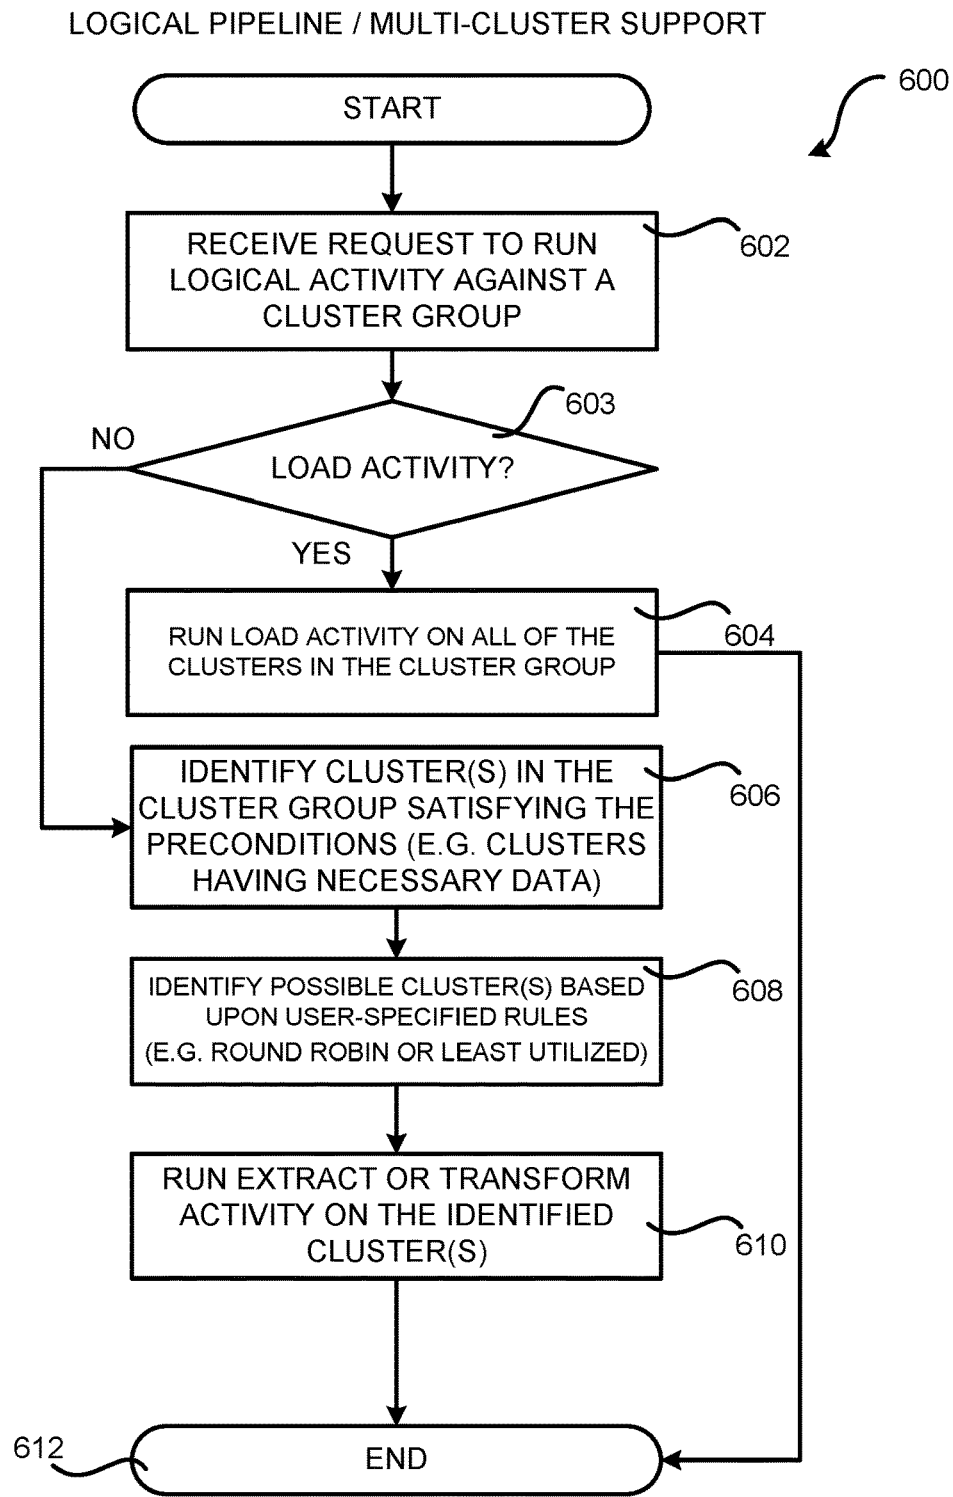 LOGICAL PIPELINE / MULTI-CLUSTER SUPPORT
600
START
602
RECEIVE REQUEST TO RUN
LOGICAL ACTIVITY AGAINST A
CLUSTER GROUP
603
NO
LOAD ACTIVITY?
YES
604
RUN LOAD ACTIVITY ON ALL OF THE
CLUSTERS IN THE CLUSTER GROUP
606
IDENTIFY CLUSTER(S) IN THE
CLUSTER GROUP SATISFYING THE
PRECONDITIONS (E.G. CLUSTERS
HAVING NECESSARY DATA)
608
IDENTIFY POSSIBLE CLUSTER(S) BASED
UPON USER-SPECIFIED RULES
(E.G. ROUND ROBIN OR LEAST UTILIZED)
RUN EXTRACT OR TRANSFORM
ACTIVITY ON THE IDENTIFIED
CLUSTER(S)
610
612
END